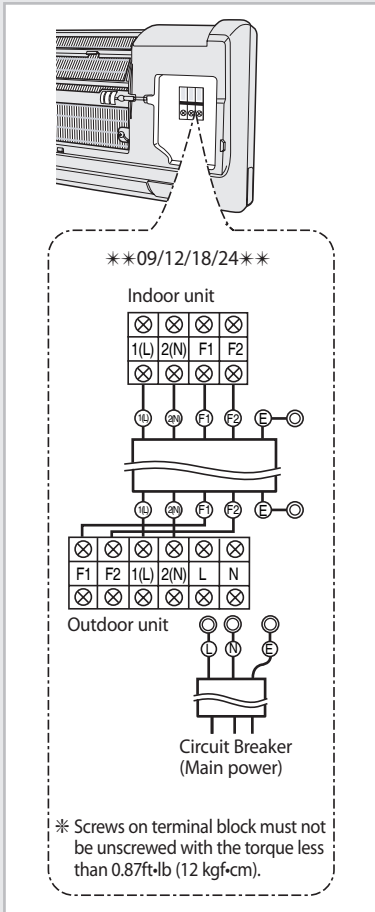 ✳✳09/12/18/24✳✳
Indoor unit
1(L) 2(N) F1 F2
1(L) 2(N) F1 F2 E
1(L) 2(N) F1 F2 E
F1 F2 1(L) 2(N) L N
Outdoor unit
L N E
Circuit Breaker
(Main power)
✳ Screws on terminal block must not
be unscrewed with the torque less
than 0.87ft•lb (12 kgf•cm).